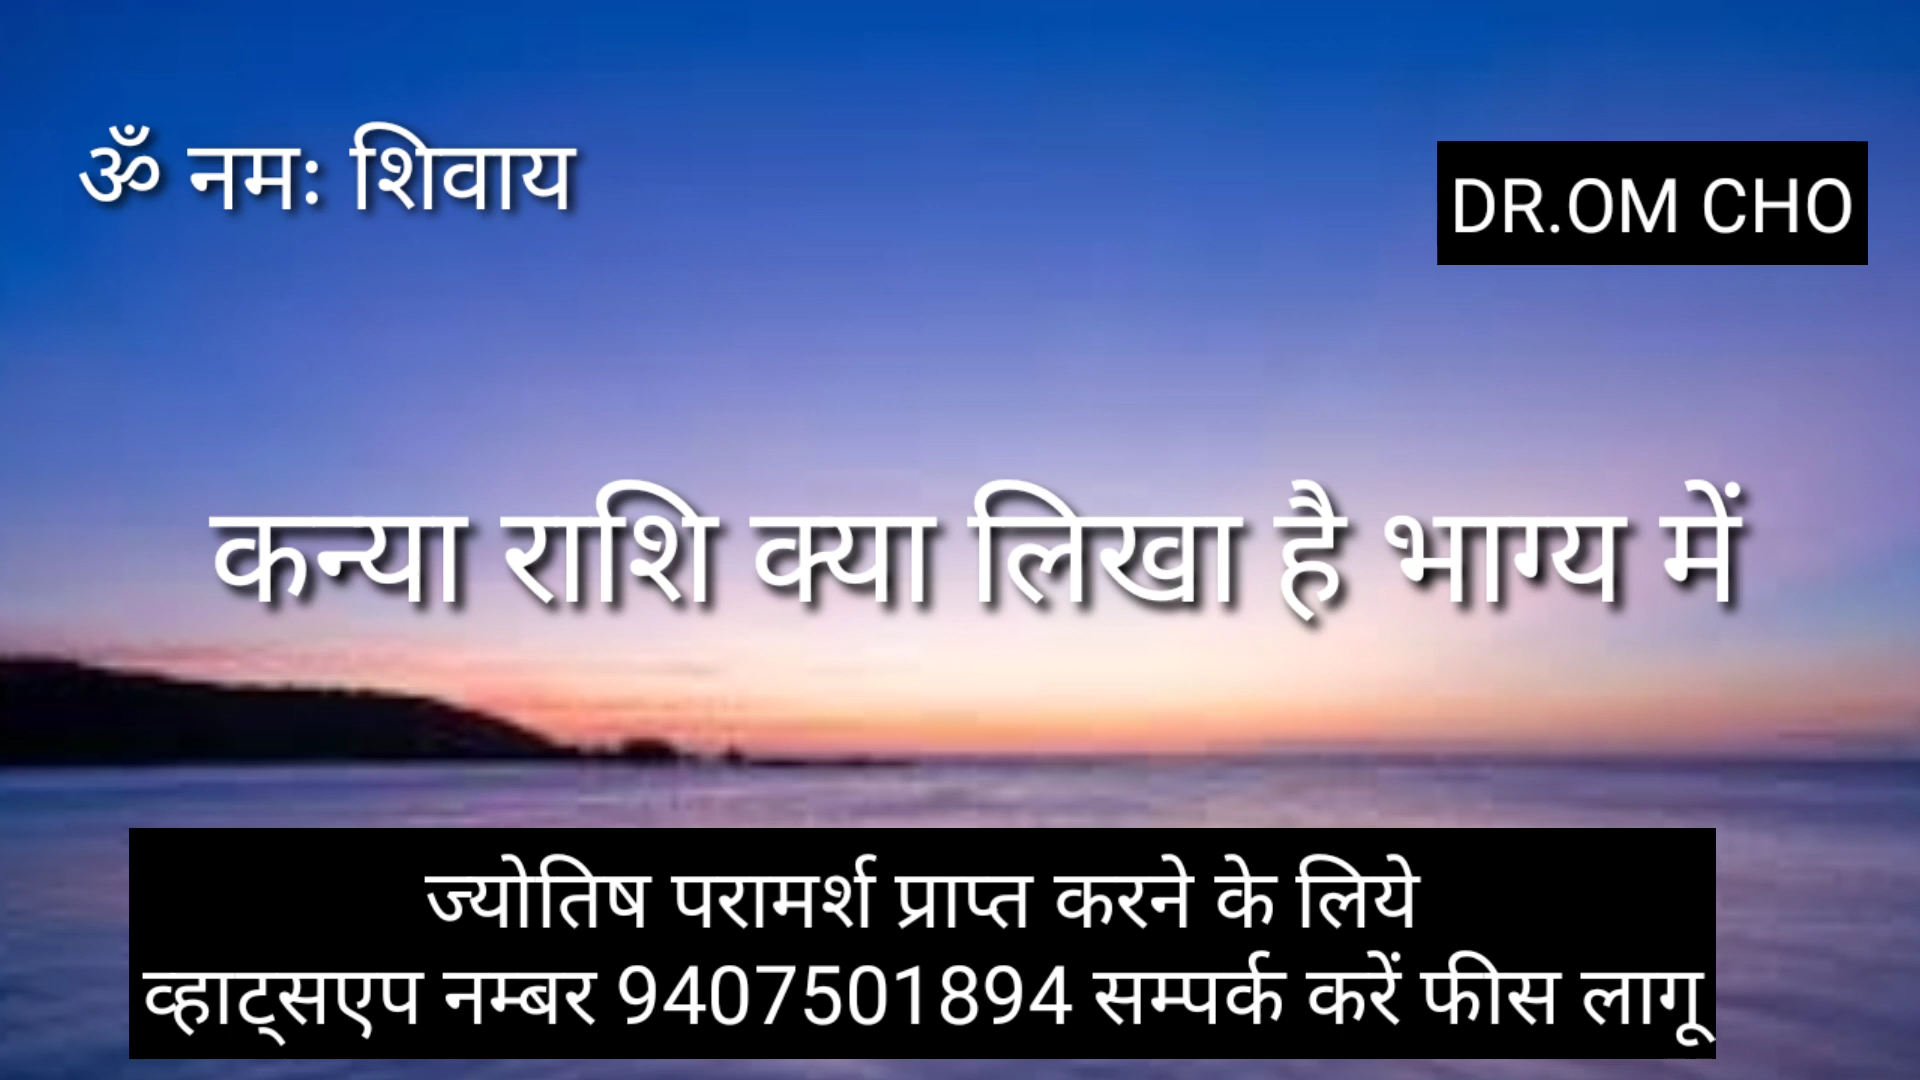 ॐ नमः शिवाय
DR.OM CHO
कन्या राशि क्या लिखा है भाग्य में
ज्योतिष परामर्श प्राप्त करने के लिये
व्हाट्सएप नम्बर 9407501894 सम्पर्क करें फीस लागू